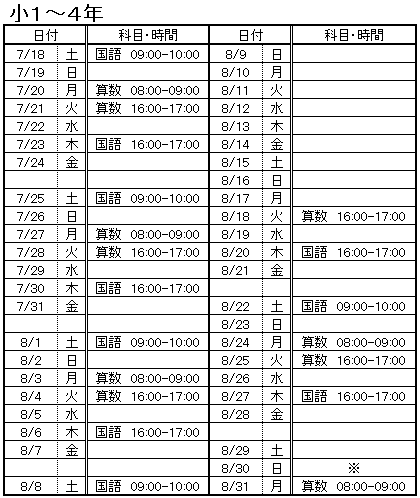 小1～4年
日付 科目・時間 日付 科目・時間
7/18 土 国語 09:00-10:00 8/9 日
7/19 日 8/10 月
7/20 月 算数 08:00-09:00 8/11 火
7/21 火 算数 16:00-17:00 8/12 水
7/22 水 8/13 木
7/23 木 国語 16:00-17:00 8/14 金
7/24 金 8/15 土
8/16 日
7/25 土 国語 09:00-10:00 8/17 月
7/26 日 8/18 火 算数 16:00-17:00
7/27 月 算数 08:00-09:00 8/19 水
7/28 火 算数 16:00-17:00 8/20 木 国語 16:00-17:00
7/29 水 8/21 金
7/30 木 国語 16:00-17:00
7/31 金 8/22 土 国語 09:00-10:00
8/23 日
8/1 土 国語 09:00-10:00 8/24 月 算数 08:00-09:00
8/2 日 8/25 火 算数 16:00-17:00
8/3 月 算数 08:00-09:00 8/26 水
8/4 火 算数 16:00-17:00 8/27 木 国語 16:00-17:00
8/5 水 8/28 金
8/6 木 国語 16:00-17:00
8/7 金 8/29 土
8/30 日 ※
8/8 土 国語 09:00-10:00 8/31 月 算数 08:00-09:00